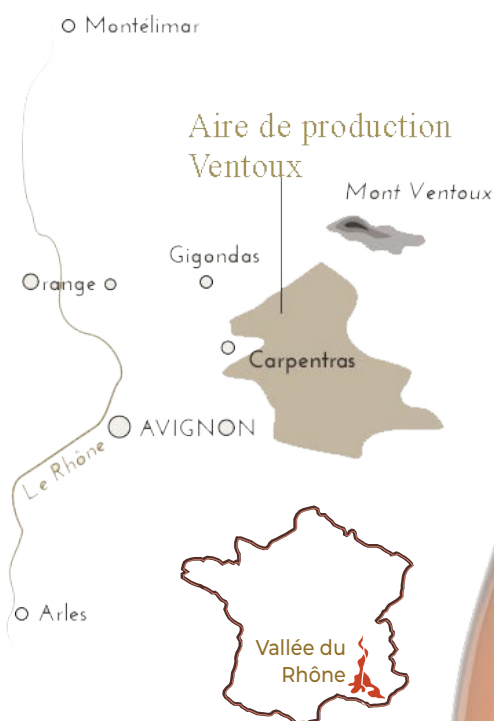 Montélimar
Aire de production
Ventoux
Mont Ventoux
Gigondas
Orange
Carpentras
AVIGNON
Le Rhône
Arles
Vallée du
Rhône